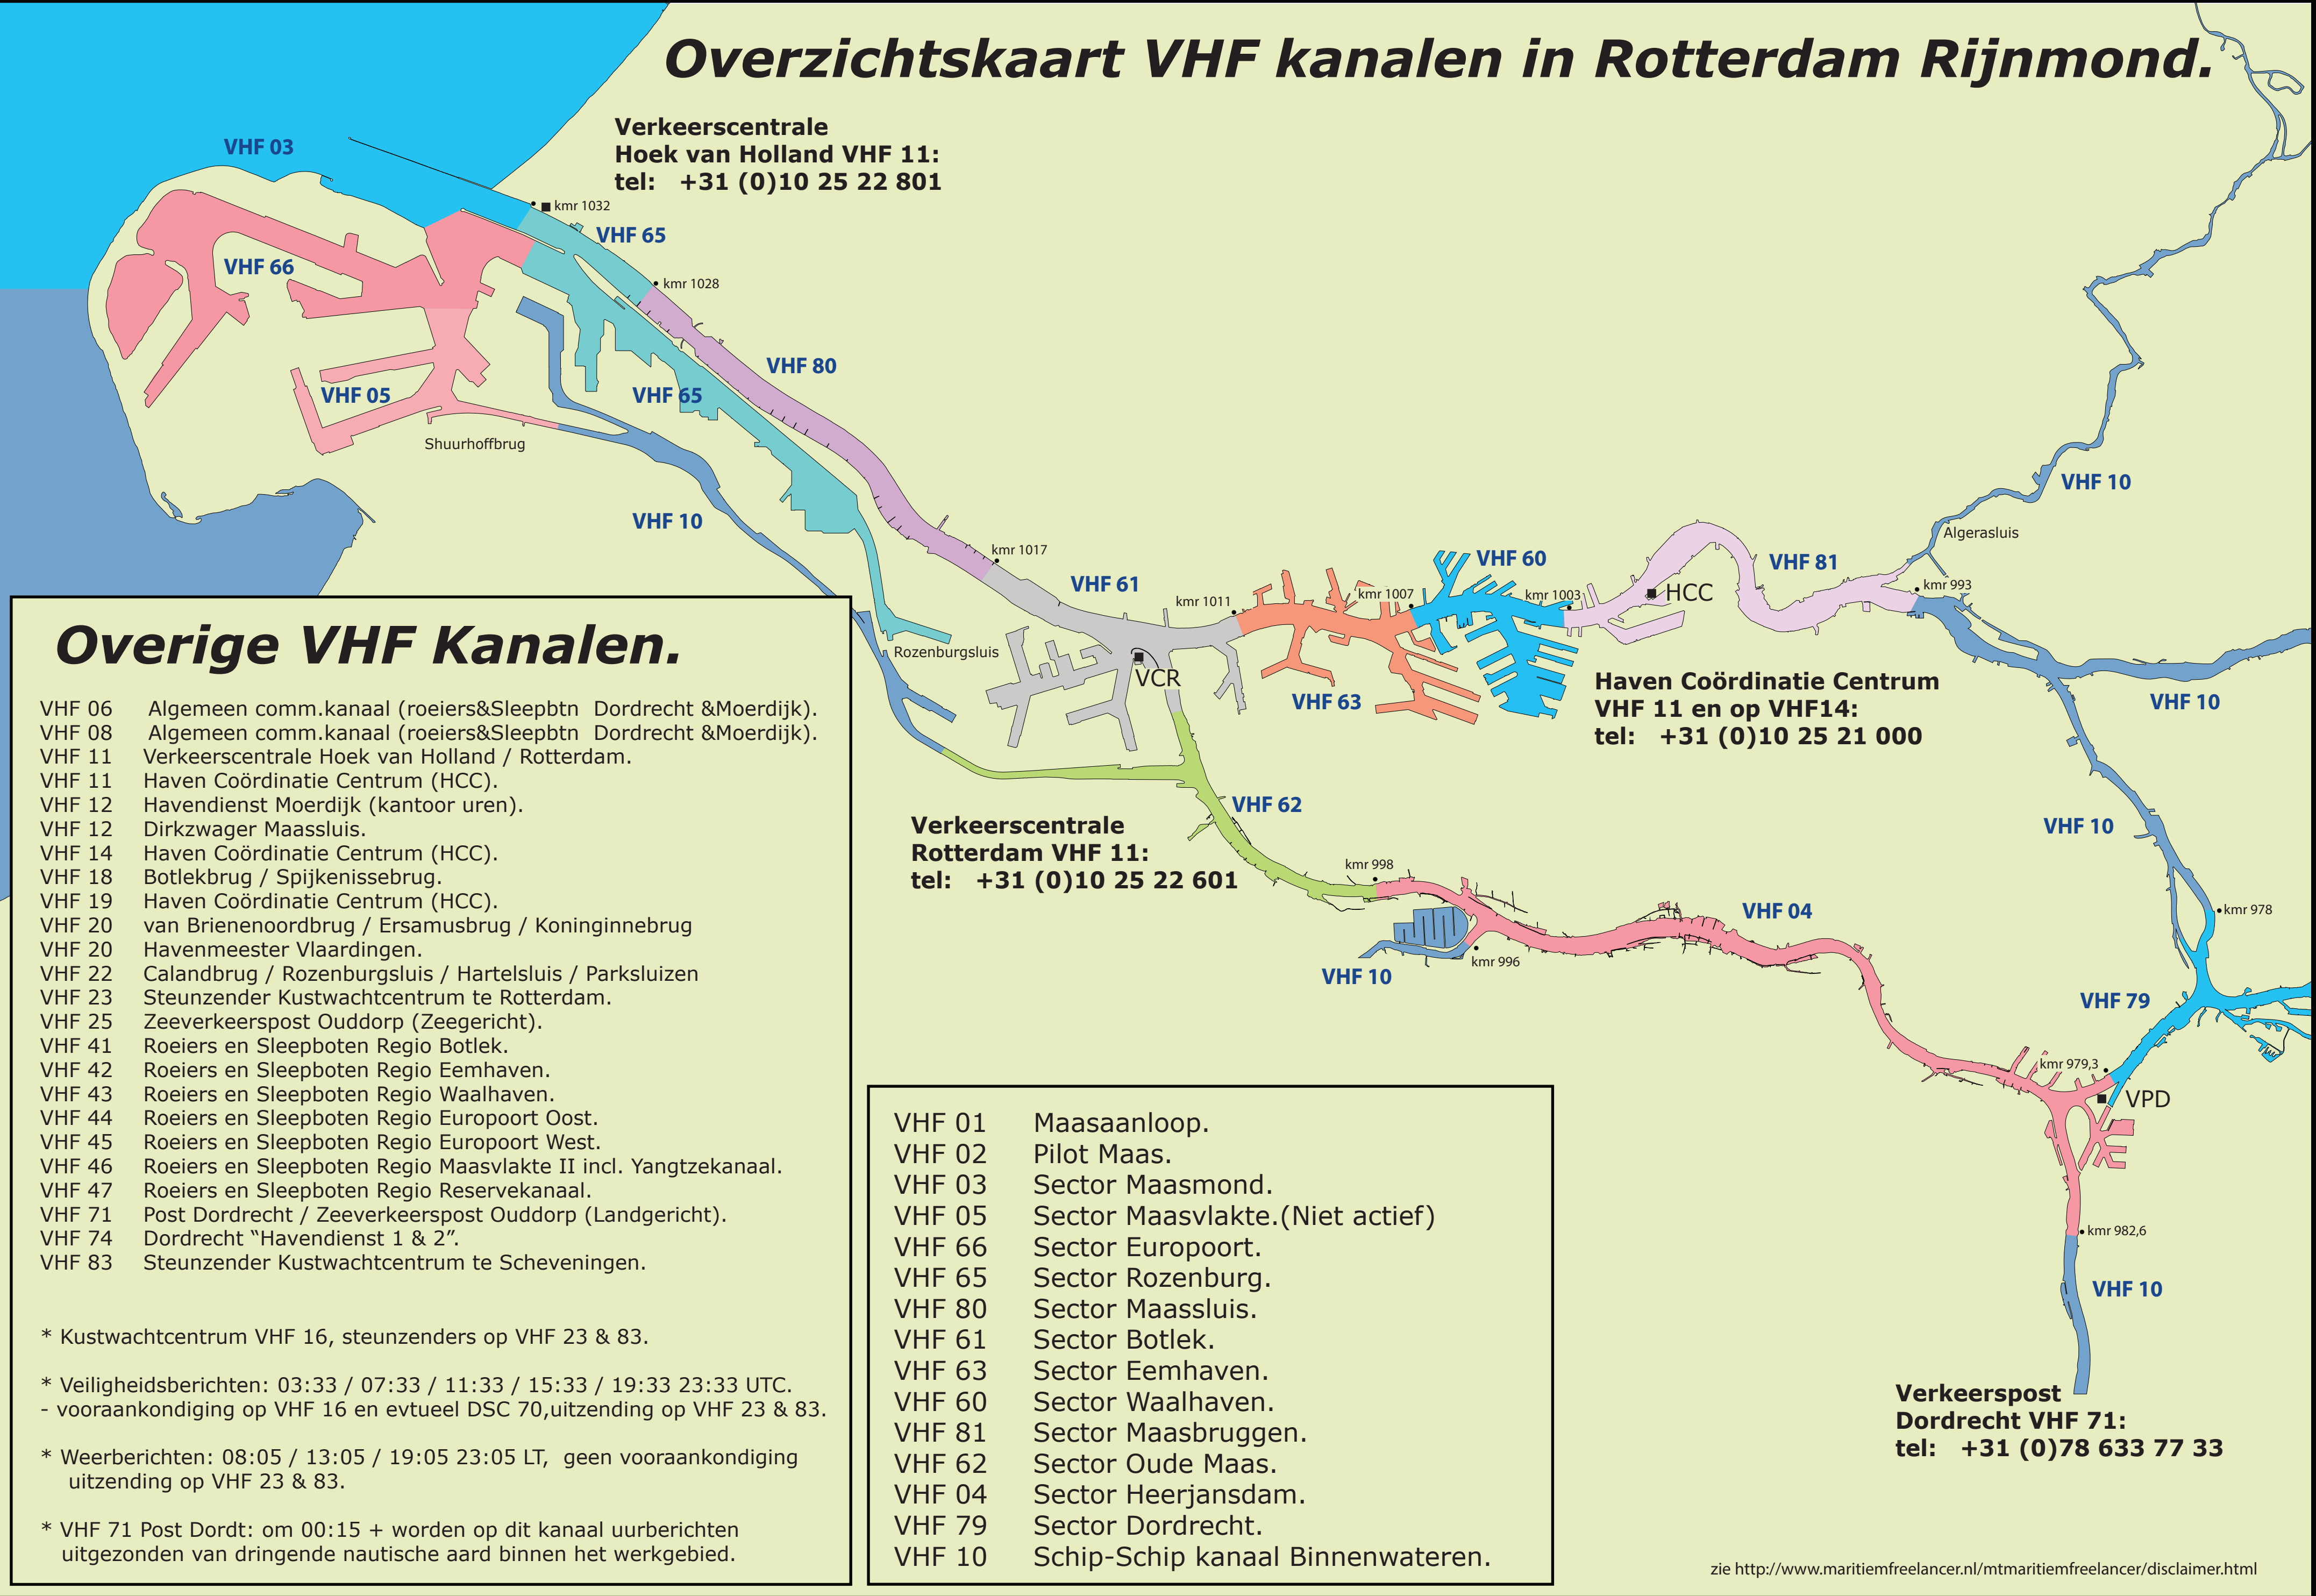 Overzichtskaart VHF kanalen in Rotterdam Rijnmond.
Verkeerscentrale
Hoek van Holland VHF 11:
tel: +31 (0)10 25 22 801
VHF 03
kmr 1032
VHF 65
VHF 66
kmr 1028
VHF 80
VHF 05
VHF 65
Shuurhoffbrug
VHF 10
VHF 10
Algerasluis
kmr 1017
VHF 61
VHF 60
VHF 81
kmr 993
kmr 1011
kmr 1007
kmr 1003
HCC
Rozenburgsluis
VCR
VHF 63
VHF 10
Haven Coördinatie Centrum
VHF 11 en op VHF14:
tel: +31 (0)10 25 21 000
VHF 62
VHF 10
Verkeerscentrale
Rotterdam VHF 11:
tel: +31 (0)10 25 22 601
kmr 998
VHF 04
kmr 978
kmr 996
VHF 10
VHF 79
kmr 979,3
VPD
kmr 982,6
VHF 10
Verkeerspost
Dordrecht VHF 71:
tel: +31 (0)78 633 77 33
Overige VHF Kanalen.
VHF 06 Algemeen comm.kanaal (roeiers&Sleepbtn Dordrecht &Moerdijk).
VHF 08 Algemeen comm.kanaal (roeiers&Sleepbtn Dordrecht &Moerdijk).
VHF 11 Verkeerscentrale Hoek van Holland / Rotterdam.
VHF 11 Haven Coördinatie Centrum (HCC).
VHF 12 Havendienst Moerdijk (kantoor uren).
VHF 12 Dirkzwager Maassluis.
VHF 14 Haven Coördinatie Centrum (HCC).
VHF 18 Botlekbrug / Spijkenissebrug.
VHF 19 Haven Coördinatie Centrum (HCC).
VHF 20 van Brienenoordbrug / Ersamusbrug / Koninginnebrug
VHF 20 Havenmeester Vlaardingen.
VHF 22 Calandbrug / Rozenburgsluis / Hartelsluis / Parksluizen
VHF 23 Steunzender Kustwachtcentrum te Rotterdam.
VHF 25 Zeeverkeerspost Ouddorp (Zeegericht).
VHF 41 Roeiers en Sleepboten Regio Botlek.
VHF 42 Roeiers en Sleepboten Regio Eemhaven.
VHF 43 Roeiers en Sleepboten Regio Waalhaven.
VHF 44 Roeiers en Sleepboten Regio Europoort Oost.
VHF 45 Roeiers en Sleepboten Regio Europoort West.
VHF 46 Roeiers en Sleepboten Regio Maasvlakte II incl. Yangtzekanaal.
VHF 47 Roeiers en Sleepboten Regio Reservekanaal.
VHF 71 Post Dordrecht / Zeeverkeerspost Ouddorp (Landgericht).
VHF 74 Dordrecht “Havendienst 1 & 2”.
VHF 83 Steunzender Kustwachtcentrum te Scheveningen.
* Kustwachtcentrum VHF 16, steunzenders op VHF 23 & 83.
* Veiligheidsberichten: 03:33 / 07:33 / 11:33 / 15:33 / 19:33 23:33 UTC.
- vooraankondiging op VHF 16 en evtueel DSC 70,uitzending op VHF 23 & 83.
* Weerberichten: 08:05 / 13:05 / 19:05 23:05 LT, geen vooraankondiging
uitzending op VHF 23 & 83.
* VHF 71 Post Dordt: om 00:15 + worden op dit kanaal uurberichten
uitgezonden van dringende nautische aard binnen het werkgebied.
VHF 01 Maasaanloop.
VHF 02 Pilot Maas.
VHF 03 Sector Maasmond.
VHF 05 Sector Maasvlakte.(Niet actief)
VHF 66 Sector Europoort.
VHF 65 Sector Rozenburg.
VHF 80 Sector Maassluis.
VHF 61 Sector Botlek.
VHF 63 Sector Eemhaven.
VHF 60 Sector Waalhaven.
VHF 81 Sector Maasbruggen.
VHF 62 Sector Oude Maas.
VHF 04 Sector Heerjansdam.
VHF 79 Sector Dordrecht.
VHF 10 Schip-Schip kanaal Binnenwateren.
zie http://www.maritiemfreelancer.nl/mtmaritiemfreelancer/disclaimer.html